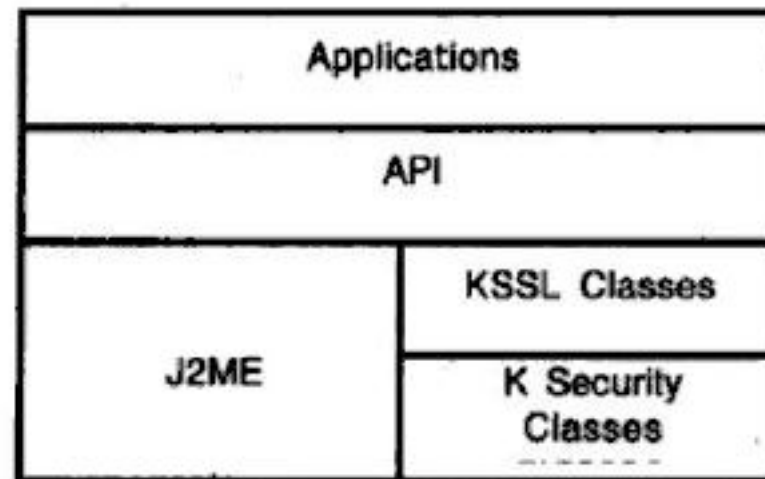 Applications
API
KSSL Classes
J2ME
K Security
Classes